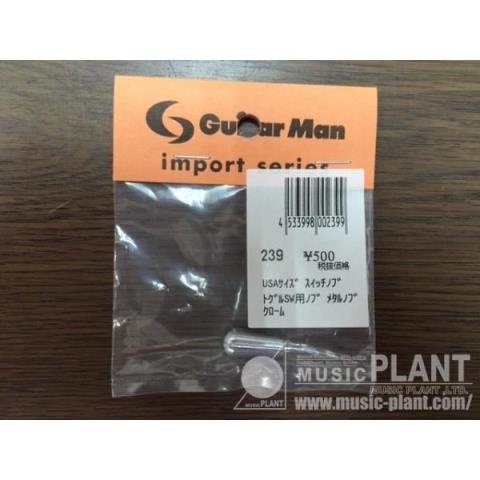 Guitar Man
import series
4 533998 002399
239 ¥500
税抜価格
USAサイズ スイッチノブ
トグルSW用ノブ メタルノブ
クローム
MUSIC PLANT
MUSIC PLANT ,LTD.
www.music-plant.com/
MUSIC
PLANT